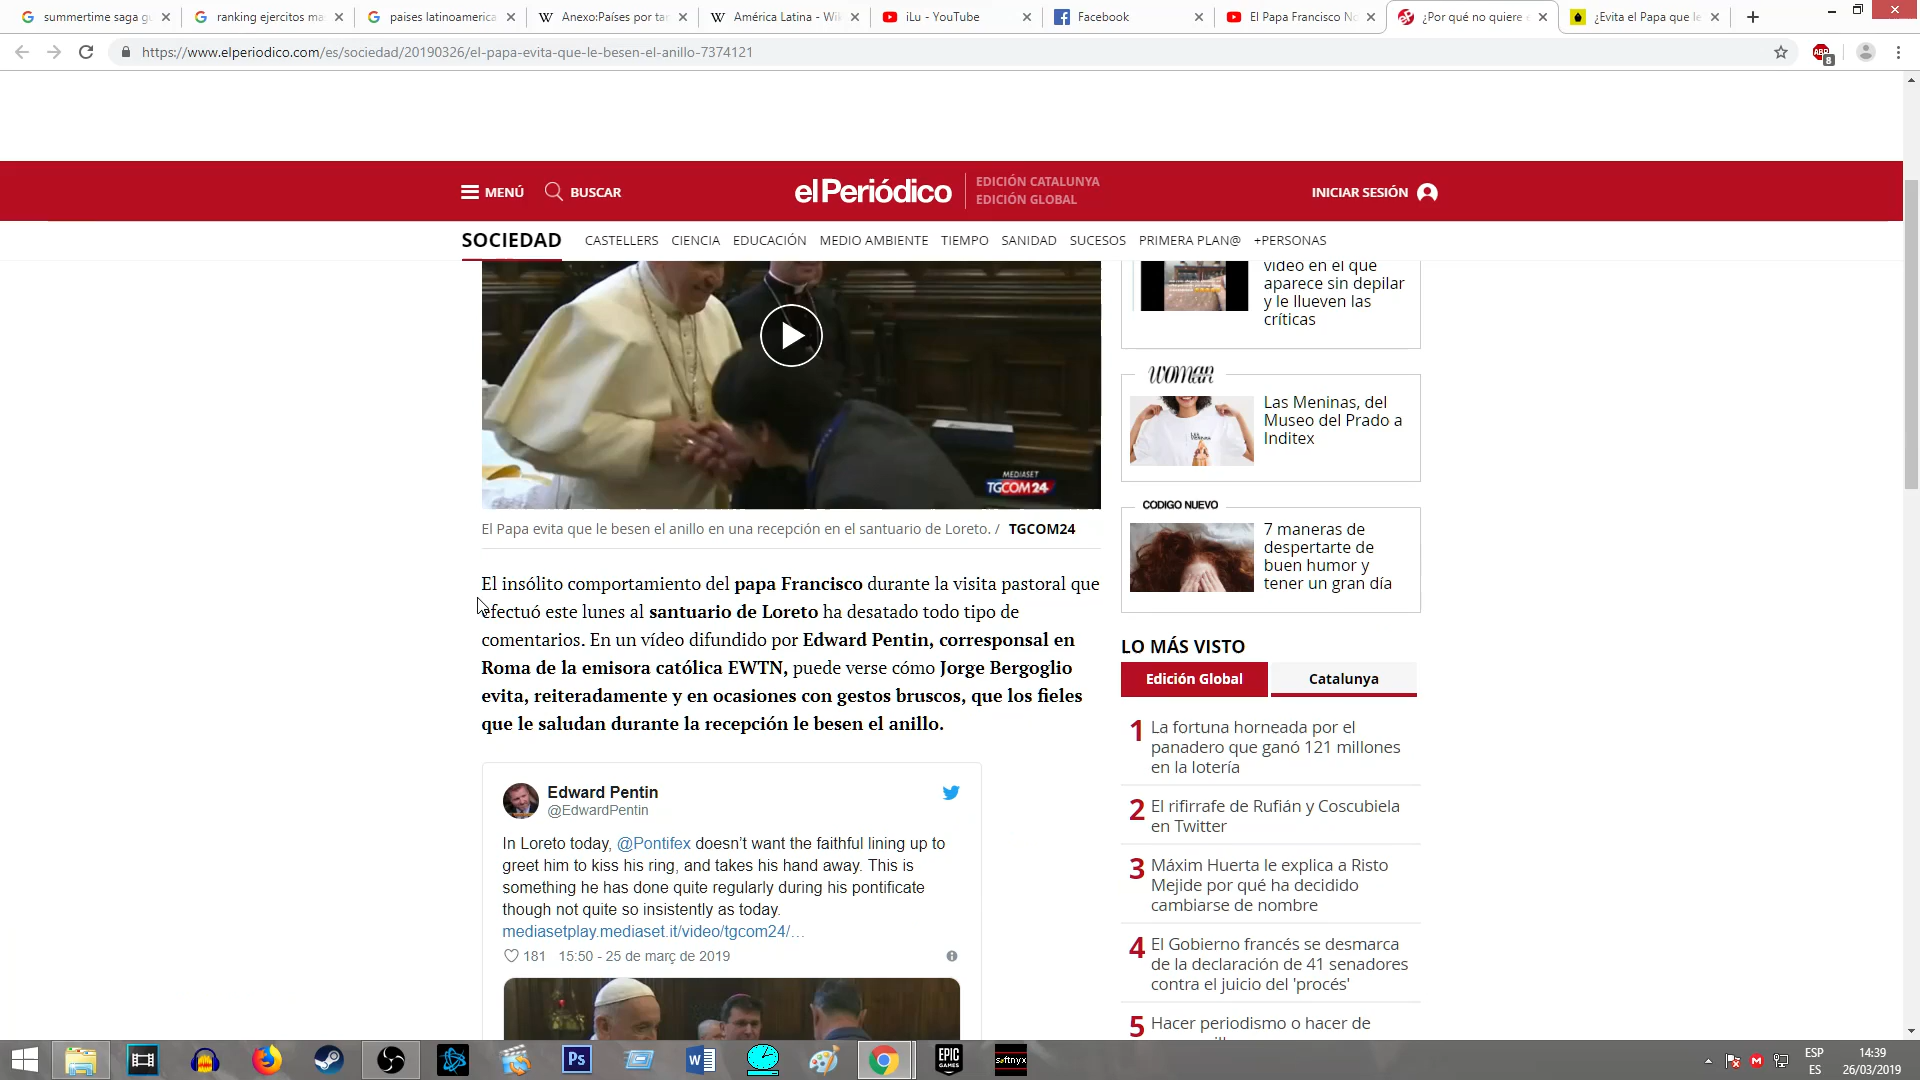 summertime saga gu
ranking ejercitos ma
paises latinoamerica
Anexo:Países por ta
América Latina - Wi
iLu - YouTube
Facebook
El Papa Francisco No
¿Por qué no quiere
¿Evita el Papa que le
https://www.elperiodico.com/es/sociedad/20190326/el-papa-evita-que-le-besen-el-anillo-7374121
ABP
8
MENÚ
BUSCAR
elPeriódico
EDICIÓN CATALUNYA
EDICIÓN GLOBAL
INICIAR SESIÓN
SOCIEDAD
CASTELLERS
CIENCIA
EDUCACIÓN
MEDIO AMBIENTE
TIEMPO
SANIDAD
SUCESOS
PRIMERA PLAN@
+PERSONAS
MEDIASET
TGCOM24
El Papa evita que le besen el anillo en una recepción en el santuario de Loreto. / TGCOM24
El insólito comportamiento del papa Francisco durante la visita pastoral que
efectuó este lunes al santuario de Loreto ha desatado todo tipo de
comentarios. En un vídeo difundido por Edward Pentin, corresponsal en
Roma de la emisora católica EWTN, puede verse cómo Jorge Bergoglio
evita, reiteradamente y en ocasiones con gestos bruscos, que los fieles
que le saludan durante la recepción le besen el anillo.
Edward Pentin
@EdwardPentin
In Loreto today, @Pontifex doesn’t want the faithful lining up to
greet him to kiss his ring, and takes his hand away. This is
something he has done quite regularly during his pontificate
though not quite so insistently as today.
mediasetplay.mediaset.it/video/tgcom24/…
181 15:50 - 25 de març de 2019
vídeo en el que
aparece sin depilar
y le llueven las
críticas
woman
Las Meninas, del
Museo del Prado a
Inditex
CODIGO NUEVO
7 maneras de
despertarte de
buen humor y
tener un gran día
LO MÁS VISTO
Edición Global
Catalunya
1 La fortuna horneada por el
panadero que ganó 121 millones
en la lotería
2 El rifirrafe de Rufián y Coscubiela
en Twitter
3 Máxim Huerta le explica a Risto
Mejide por qué ha decidido
cambiarse de nombre
4 El Gobierno francés se desmarca
de la declaración de 41 senadores
contra el juicio del 'procés'
5 Hacer periodismo o hacer de
Ps
W
EPIC
GAMES
softnyx
ESP
ES
14:39
26/03/2019